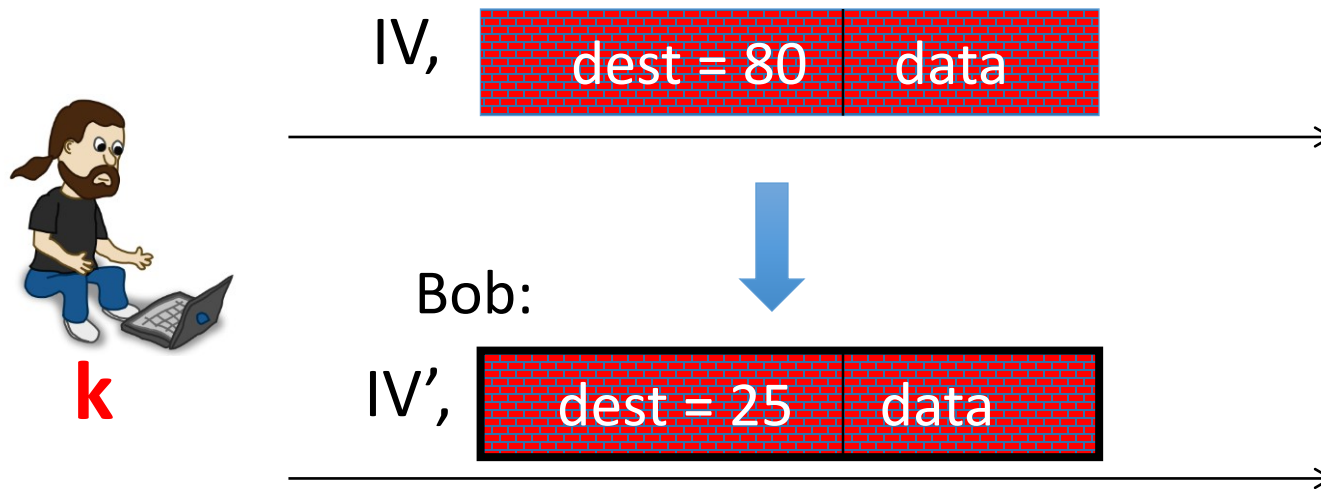 IV, dest = 80 data
Bob:
k
IV’, dest = 25 data